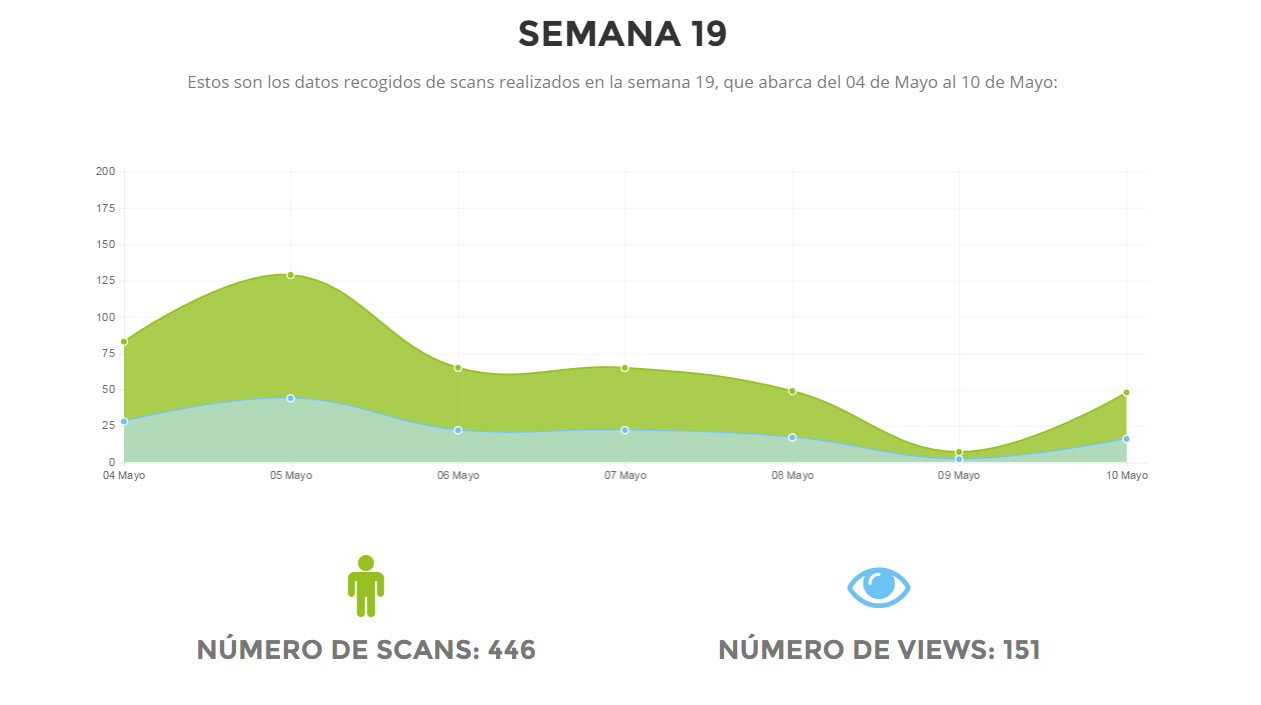 SEMANA 19
Estos son los datos recogidos de scans realizados en la semana 19, que abarca del 04 de Mayo al 10 de Mayo:
200
175
150
125
100
75
50
25
0
04 Mayo 05 Mayo 06 Mayo 07 Mayo 08 Mayo 09 Mayo 10 Mayo
NÚMERO DE SCANS: 446
NÚMERO DE VIEWS: 151